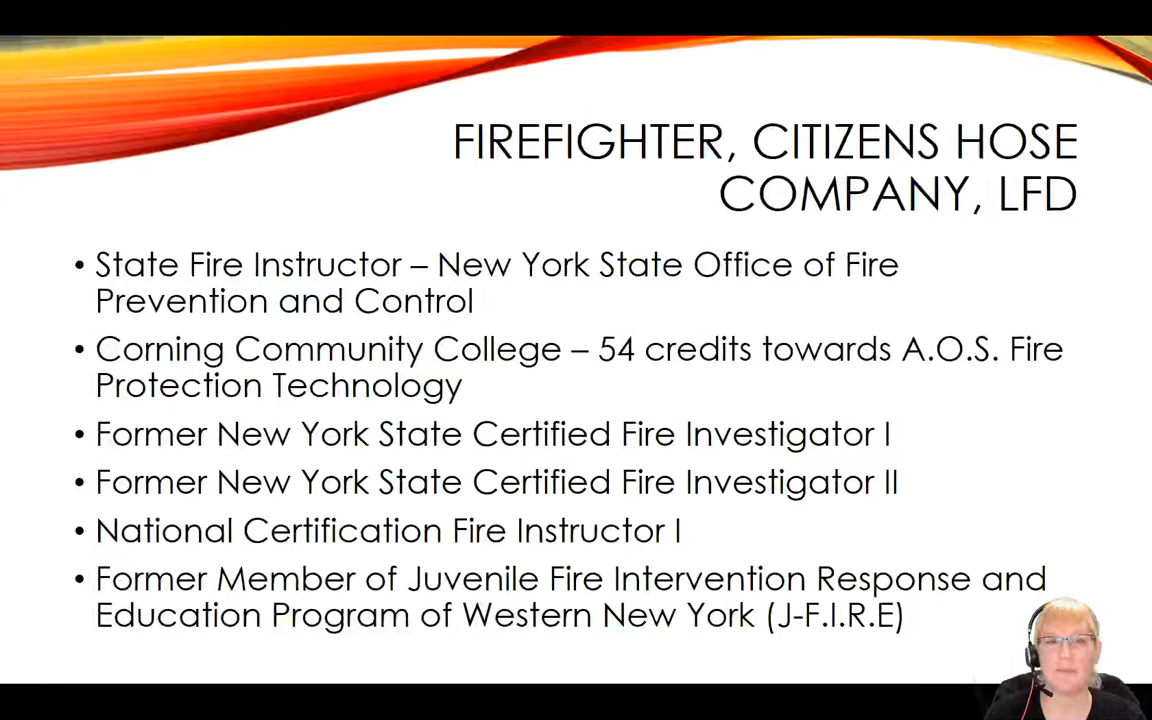 FIREFIGHTER, CITIZENS HOSE
COMPANY, LFD
• State Fire Instructor – New York State Office of Fire
Prevention and Control
• Corning Community College – 54 credits towards A.O.S. Fire
Protection Technology
• Former New York State Certified Fire Investigator I
• Former New York State Certified Fire Investigator II
• National Certification Fire Instructor I
• Former Member of Juvenile Fire Intervention Response and
Education Program of Western New York (J-F.I.R.E)